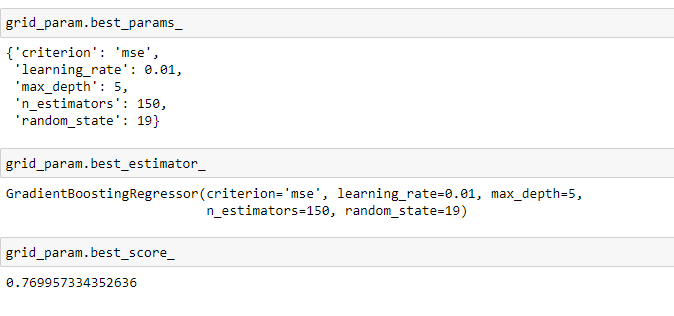 grid_param.best_params_
{'criterion': 'mse',
 'learning_rate': 0.01,
 'max_depth': 5,
 'n_estimators': 150,
 'random_state': 19}
grid_param.best_estimator_
GradientBoostingRegressor(criterion='mse', learning_rate=0.01, max_depth=5,
                          n_estimators=150, random_state=19)
grid_param.best_score_
0.769957334352636